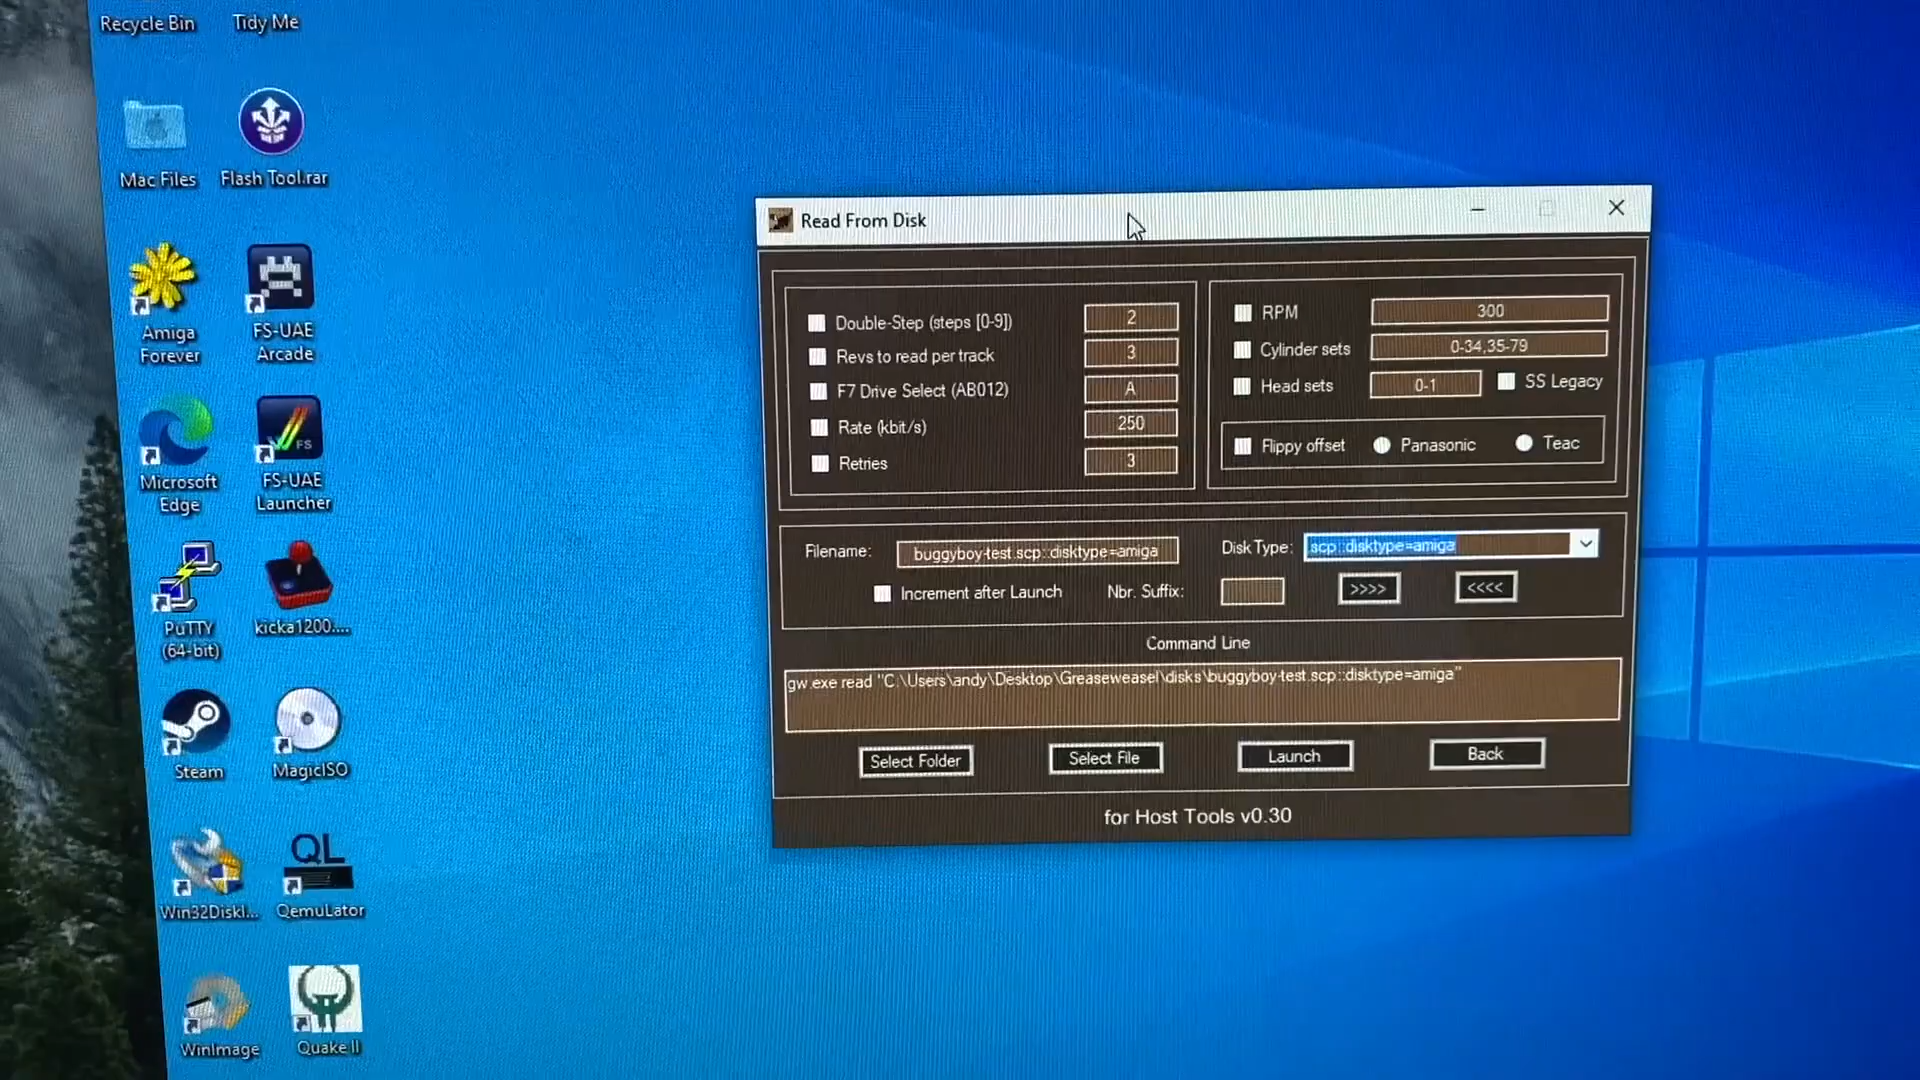 Recycle Bin
Tidy Me
Mac Files
Flash Tool.rar
Amiga
Forever
FS-UAE
Arcade
Microsoft
Edge
FS
FS-UAE
Launcher
PuTTY
(64-bit)
kicka1200....
Steam
MagicISO
Win32DiskI...
QL
QemuLator
WinImage
Quake II
Read From Disk
Double-Step (steps [0-9])
2
Revs to read per track
3
F7 Drive Select (AB012)
A
Rate (kbit/s)
250
Retries
3
RPM
300
Cylinder sets
0-34,35-79
Head sets
0-1
SS Legacy
Flippy offset
Panasonic
Teac
Filename:
buggyboy-test.scp::disktype=amiga
Disk Type:
scp::disktype=amiga
Increment after Launch
Nbr. Suffix:
>>>>
<<<<
Command Line
gw.exe read "C:\Users\andy\Desktop\Greaseweasel\disks\buggyboy-test.scp::disktype=amiga"
Select Folder
Select File
Launch
Back
for Host Tools v0.30